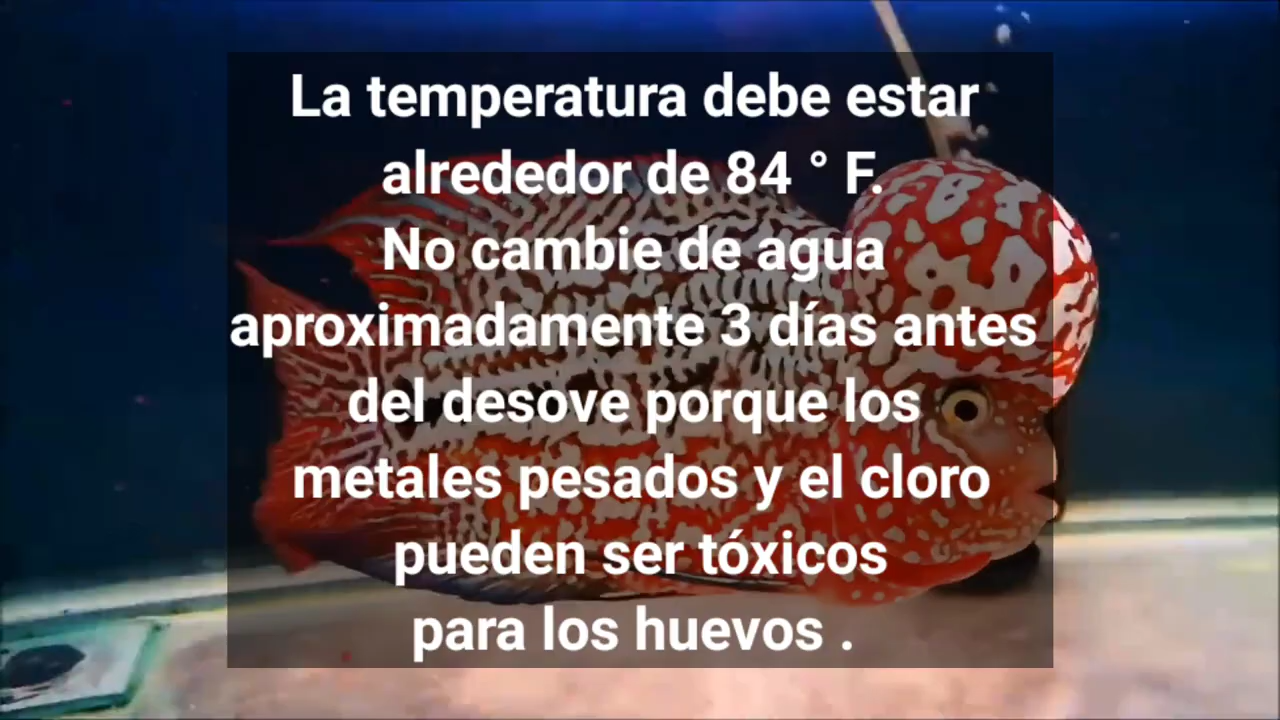 La temperatura debe estar
alrededor de 84 ° F.
No cambie de agua
aproximadamente 3 días antes
del desove porque los
metales pesados y el cloro
pueden ser tóxicos
para los huevos .